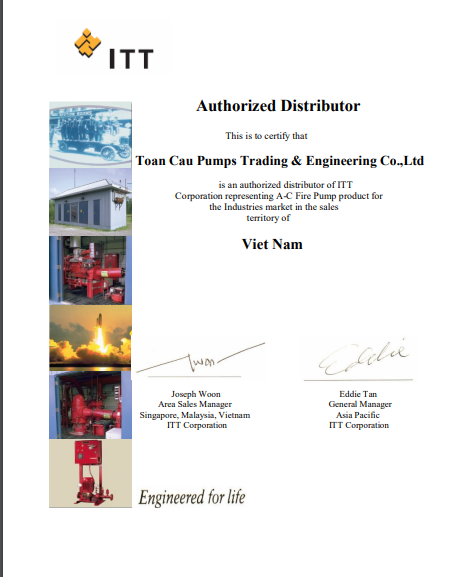 ITT
Authorized Distributor
This is to certify that
Toan Cau Pumps Trading & Engineering Co.,Ltd
is an authorized distributor of ITT
Corporation representing A-C Fire Pump product for
the Industries market in the sales
territory of
Viet Nam
Woon
Eddie
Joseph Woon
Area Sales Manager
Singapore, Malaysia, Vietnam
ITT Corporation
Eddie Tan
General Manager
Asia Pacific
ITT Corporation
Engineered for life